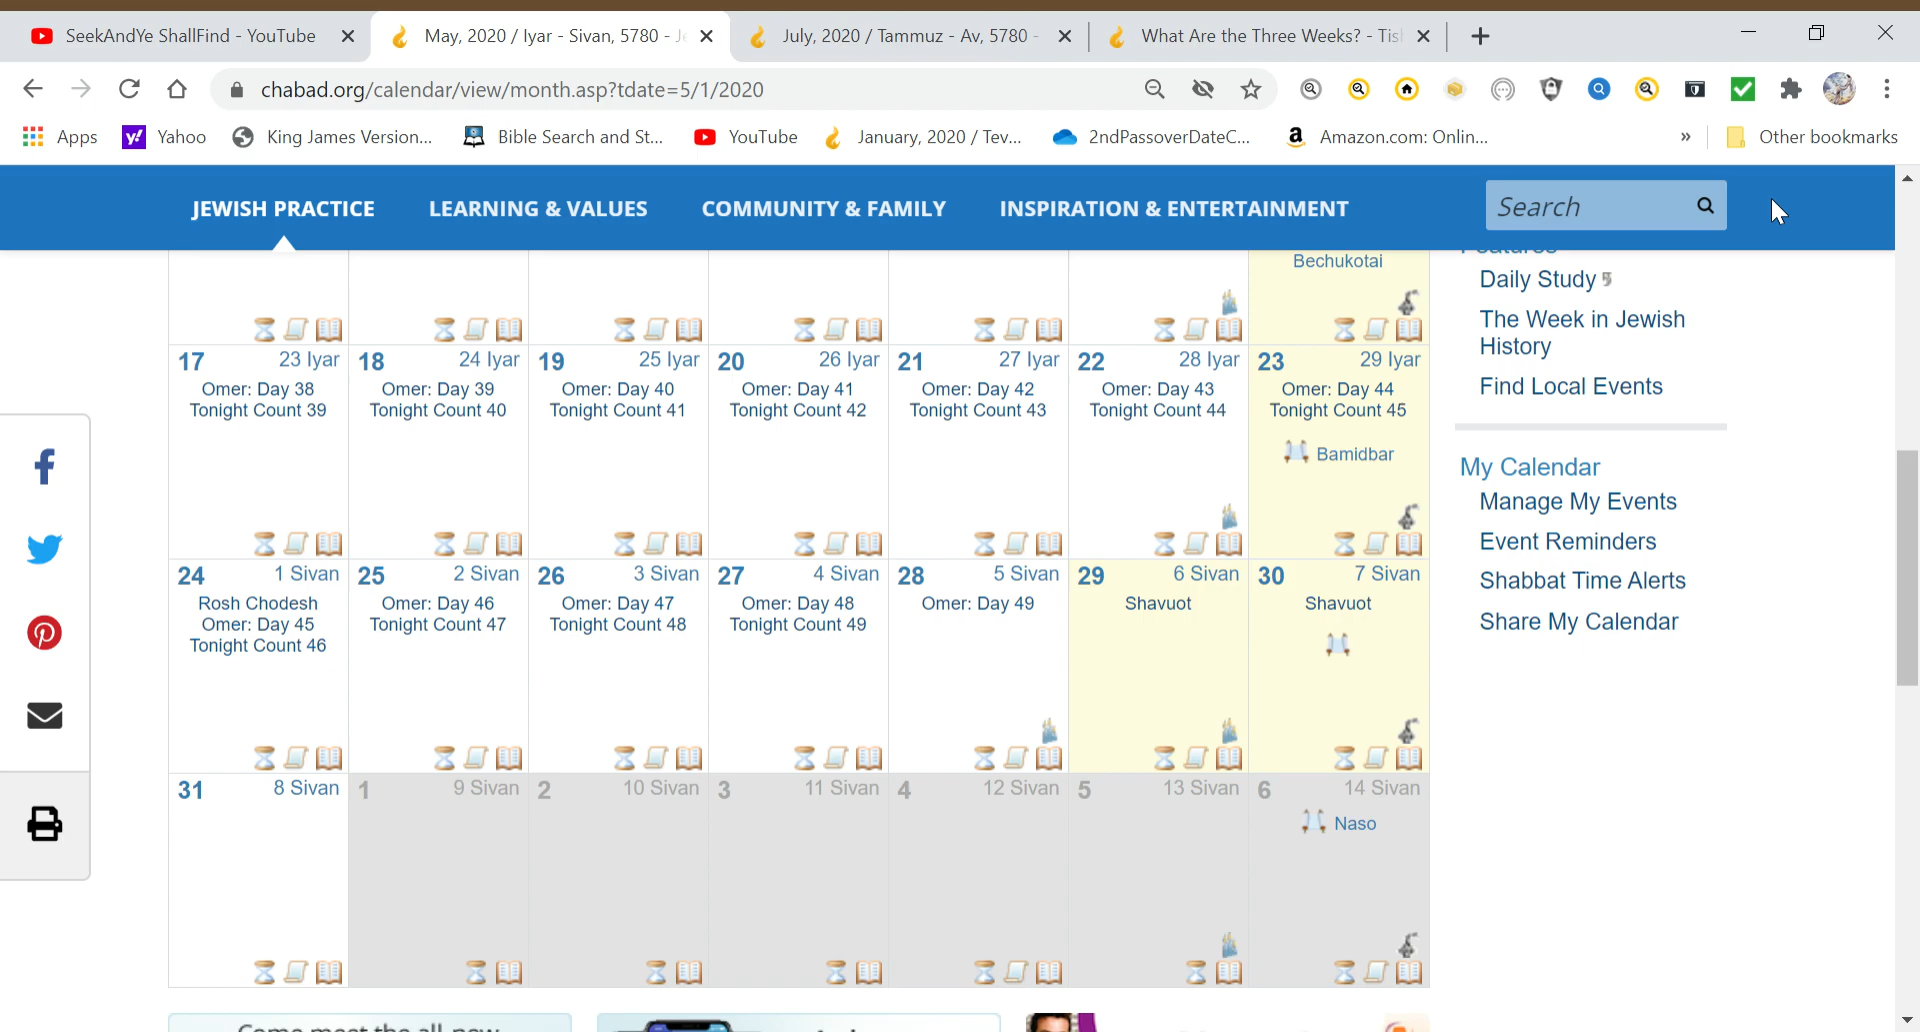 SeekAndYe ShallFind - YouTube
May, 2020 / Iyar - Sivan, 5780 - Je
July, 2020 / Tammuz - Av, 5780 -
What Are the Three Weeks? - Tis
chabad.org/calendar/view/month.asp?tdate=5/1/2020
Apps
Yahoo
King James Version...
Bible Search and St...
YouTube
January, 2020 / Tev...
2ndPassoverDateC...
Amazon.com: Onlin...
»
Other bookmarks
JEWISH PRACTICE
LEARNING & VALUES
COMMUNITY & FAMILY
INSPIRATION & ENTERTAINMENT
Search
Bechukotai
17 23 Iyar
Omer: Day 38
Tonight Count 39
18 24 Iyar
Omer: Day 39
Tonight Count 40
19 25 Iyar
Omer: Day 40
Tonight Count 41
20 26 Iyar
Omer: Day 41
Tonight Count 42
21 27 Iyar
Omer: Day 42
Tonight Count 43
22 28 Iyar
Omer: Day 43
Tonight Count 44
23 29 Iyar
Omer: Day 44
Tonight Count 45
Bamidbar
24 1 Sivan
Rosh Chodesh
Omer: Day 45
Tonight Count 46
25 2 Sivan
Omer: Day 46
Tonight Count 47
26 3 Sivan
Omer: Day 47
Tonight Count 48
27 4 Sivan
Omer: Day 48
Tonight Count 49
28 5 Sivan
Omer: Day 49
29 6 Sivan
Shavuot
30 7 Sivan
Shavuot
31 8 Sivan
1 9 Sivan
2 10 Sivan
3 11 Sivan
4 12 Sivan
5 13 Sivan
6 14 Sivan
Naso
Features
Daily Study
The Week in Jewish
History
Find Local Events
My Calendar
Manage My Events
Event Reminders
Shabbat Time Alerts
Share My Calendar
Come meet the all-new